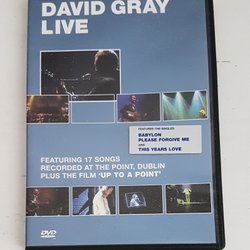 DAVID GRAY
LIVE
FEATURES THE SINGLES
BABYLON
PLEASE FORGIVE ME
AND
THIS YEARS LOVE
FEATURING 17 SONGS
RECORDED AT THE POINT, DUBLIN
PLUS THE FILM 'UP TO A POINT'
DVD